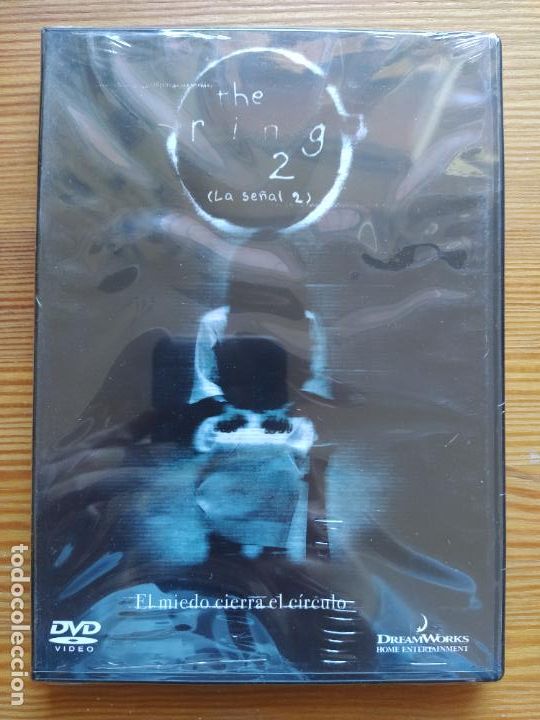 the
ring
2
(La señal 2)
El miedo cierra el círculo
DVD
VIDEO
DREAMWORKS
HOME ENTERTAINMENT
todocoleccion